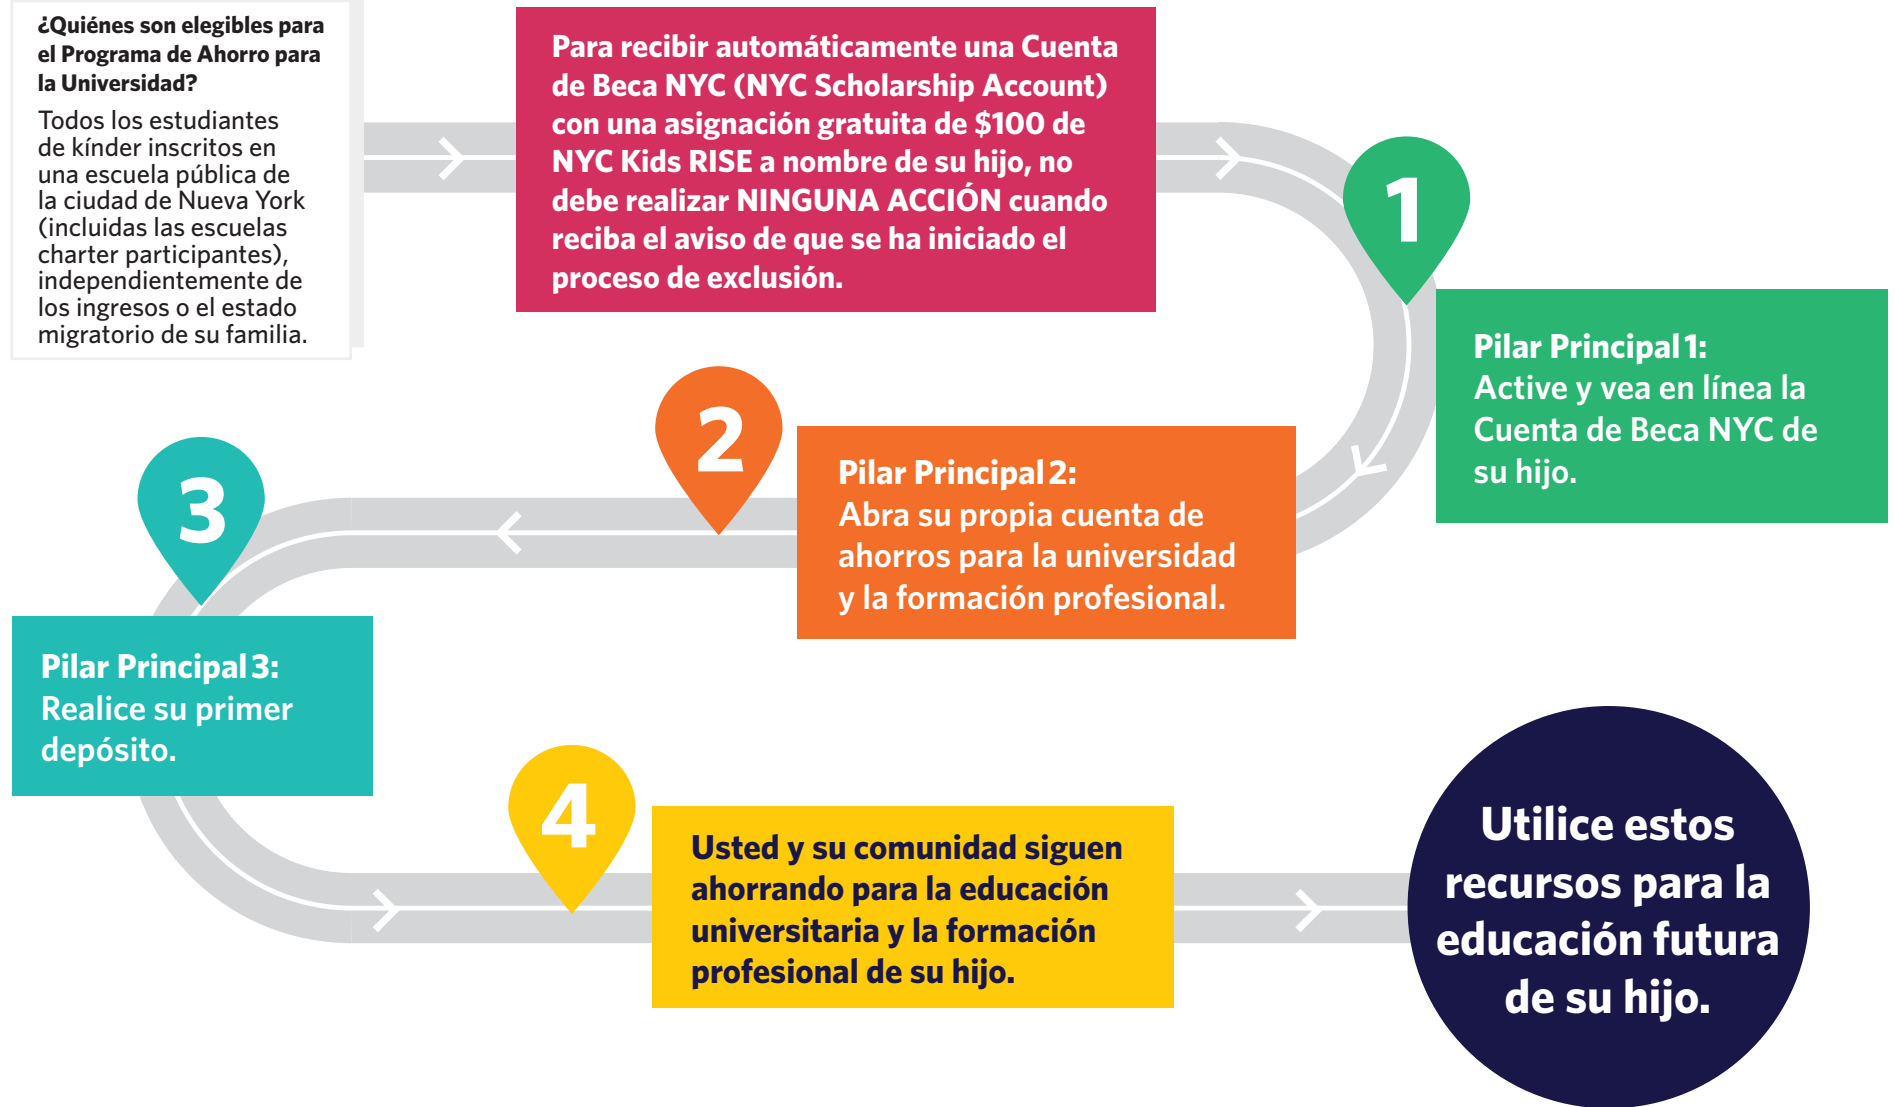 ¿Quiénes son elegibles para
el Programa de Ahorro para
la Universidad?
Todos los estudiantes
de kínder inscritos en
una escuela pública de
la ciudad de Nueva York
(incluidas las escuelas
charter participantes),
independientemente de
los ingresos o el estado
migratorio de su familia.
Para recibir automáticamente una Cuenta
de Beca NYC (NYC Scholarship Account)
con una asignación gratuita de $100 de
NYC Kids RISE a nombre de su hijo, no
debe realizar NINGUNA ACCIÓN cuando
reciba el aviso de que se ha iniciado el
proceso de exclusión.
1
Pilar Principal 1:
Active y vea en línea la
Cuenta de Beca NYC de
su hijo.
2
Pilar Principal 2:
Abra su propia cuenta de
ahorros para la universidad
y la formación profesional.
3
Pilar Principal 3:
Realice su primer
depósito.
4
Usted y su comunidad siguen
ahorrando para la educación
universitaria y la formación
profesional de su hijo.
Utilice estos
recursos para la
educación futura
de su hijo.